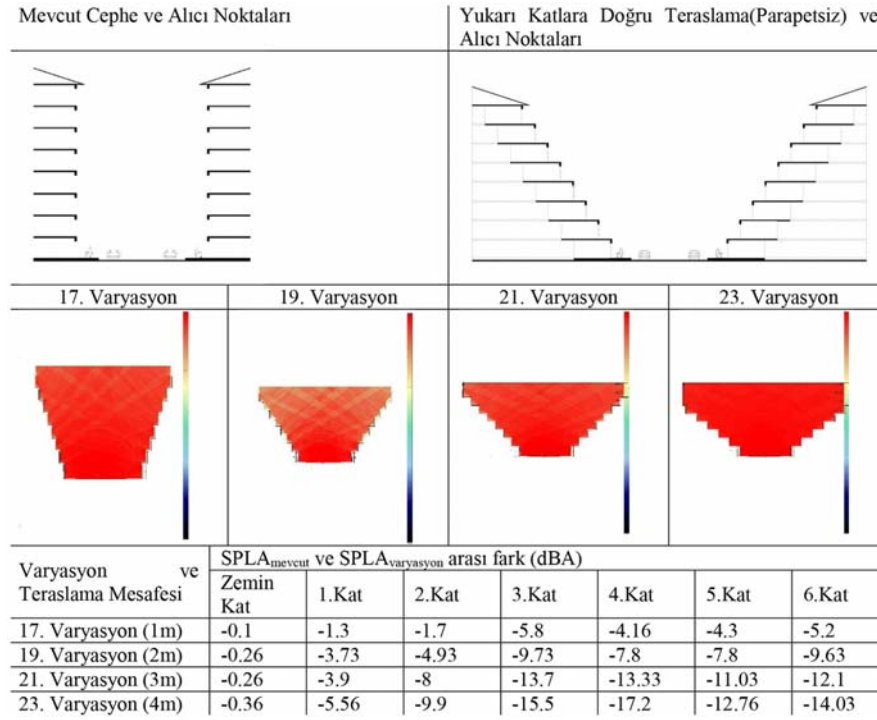 Mevcut Cephe ve Alıcı Noktaları
Yukarı Katlara Doğru Teraslama(Parapetsiz) ve
Alıcı Noktaları
17. Varyasyon
19. Varyasyon
21. Varyasyon
23. Varyasyon
Varyasyon ve
Teraslama Mesafesi
SPLAmevcut ve SPLAvaryasyon arası fark (dBA)
Zemin
Kat
1.Kat 2.Kat 3.Kat 4.Kat 5.Kat 6.Kat
17. Varyasyon (1m) -0.1 -1.3 -1.7 -5.8 -4.16 -4.3 -5.2
19. Varyasyon (2m) -0.26 -3.73 -4.93 -9.73 -7.8 -7.8 -9.63
21. Varyasyon (3m) -0.26 -3.9 -8 -13.7 -13.33 -11.03 -12.1
23. Varyasyon (4m) -0.36 -5.56 -9.9 -15.5 -17.2 -12.76 -14.03